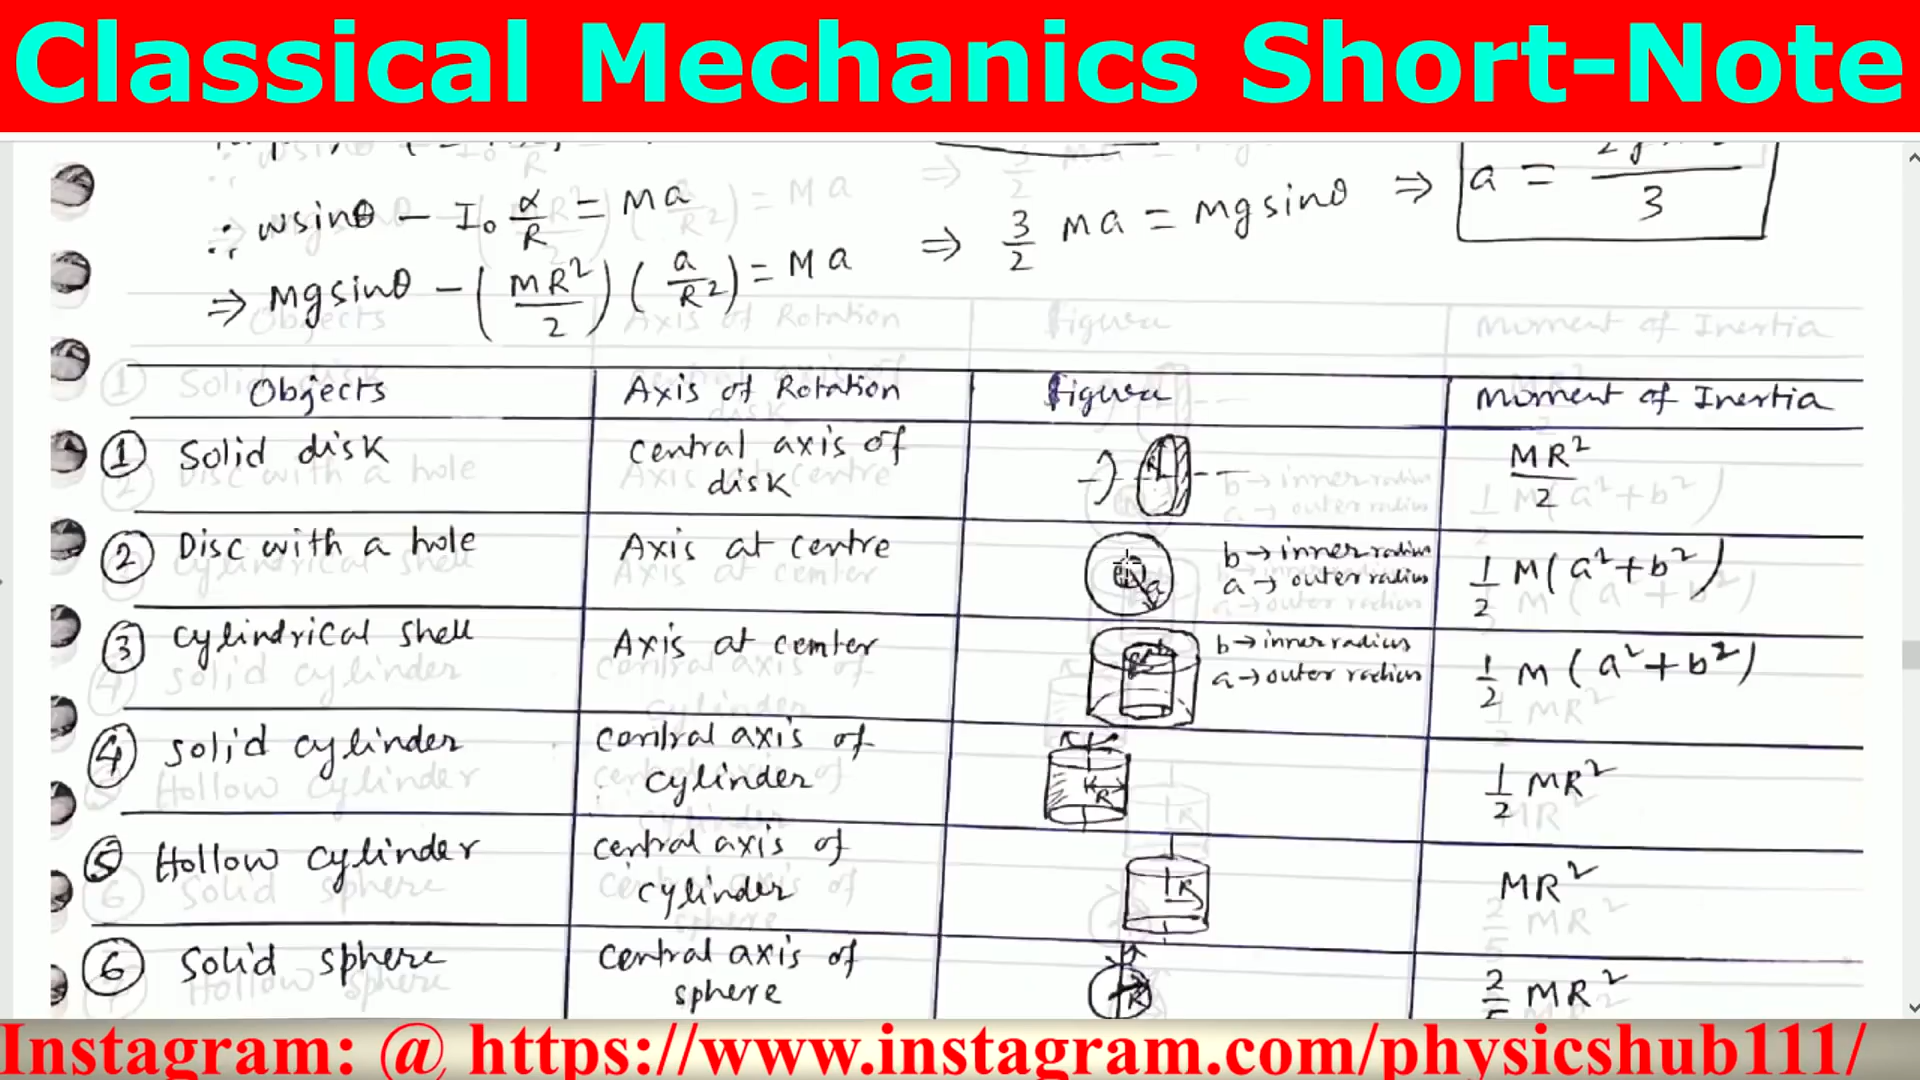 Classical Mechanics Short-Note
∴ wsinθ − I₀ α/R = Ma
⇒ Mgsinθ − (MR²/2) (a/R²) = Ma
⇒ 3/2 Ma = Mgsinθ ⇒ a = 3
Objects Axis of Rotation Figure Moment of Inertia
① Solid disk central axis of disk R MR²/2
② Disc with a hole Axis at centre a b → inner radius
a → outer radius 1/2 M(a²+b²)
③ Cylindrical shell Axis at center b → inner radius
a → outer radius 1/2 M(a²+b²)
④ Solid cylinder central axis of
cylinder R 1/2 MR²
⑤ Hollow cylinder central axis of
cylinder R MR²
⑥ Solid sphere central axis of
sphere R 2/5 MR²
Instagram: @ https://www.instagram.com/physicshub111/